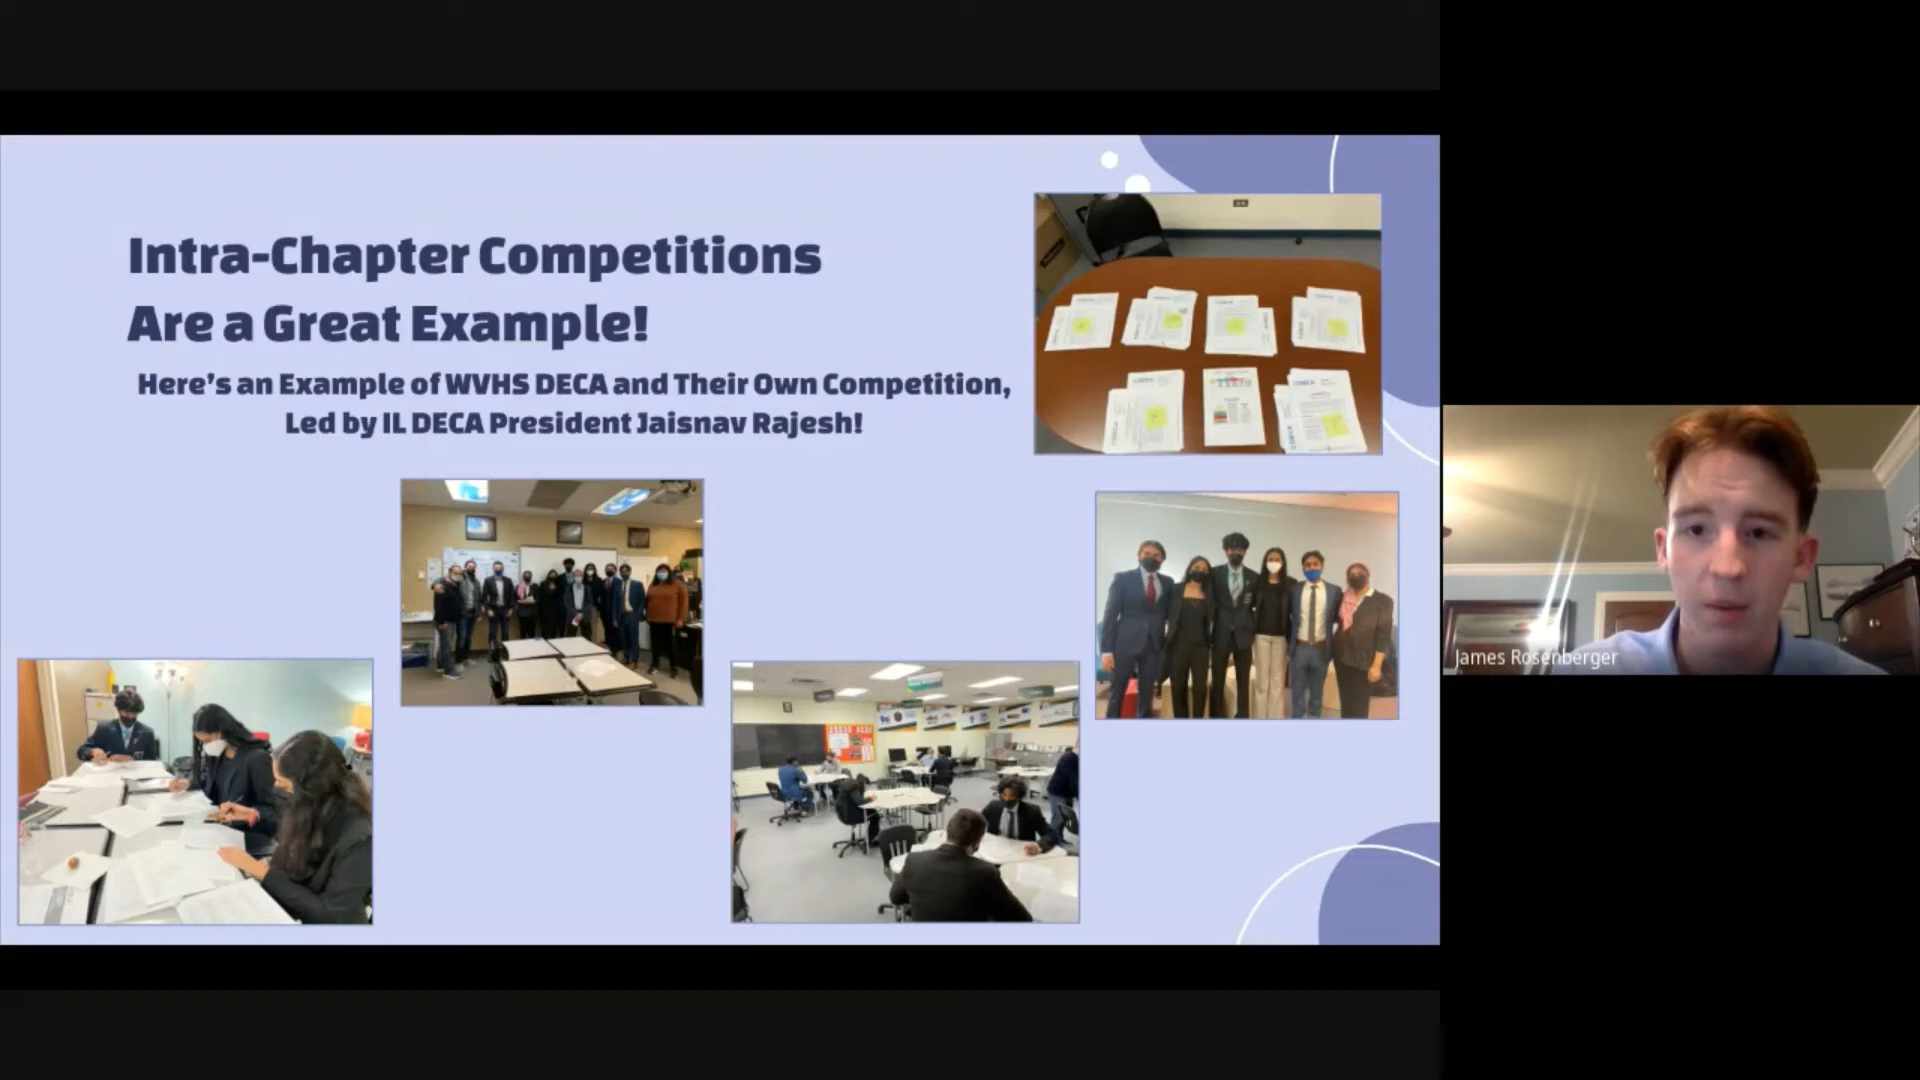 Intra-Chapter Competitions
Are a Great Example!
Here's an Example of WVHS DECA and Their Own Competition,
Led by IL DECA President Jaisnav Rajesh!
James Rosenberger